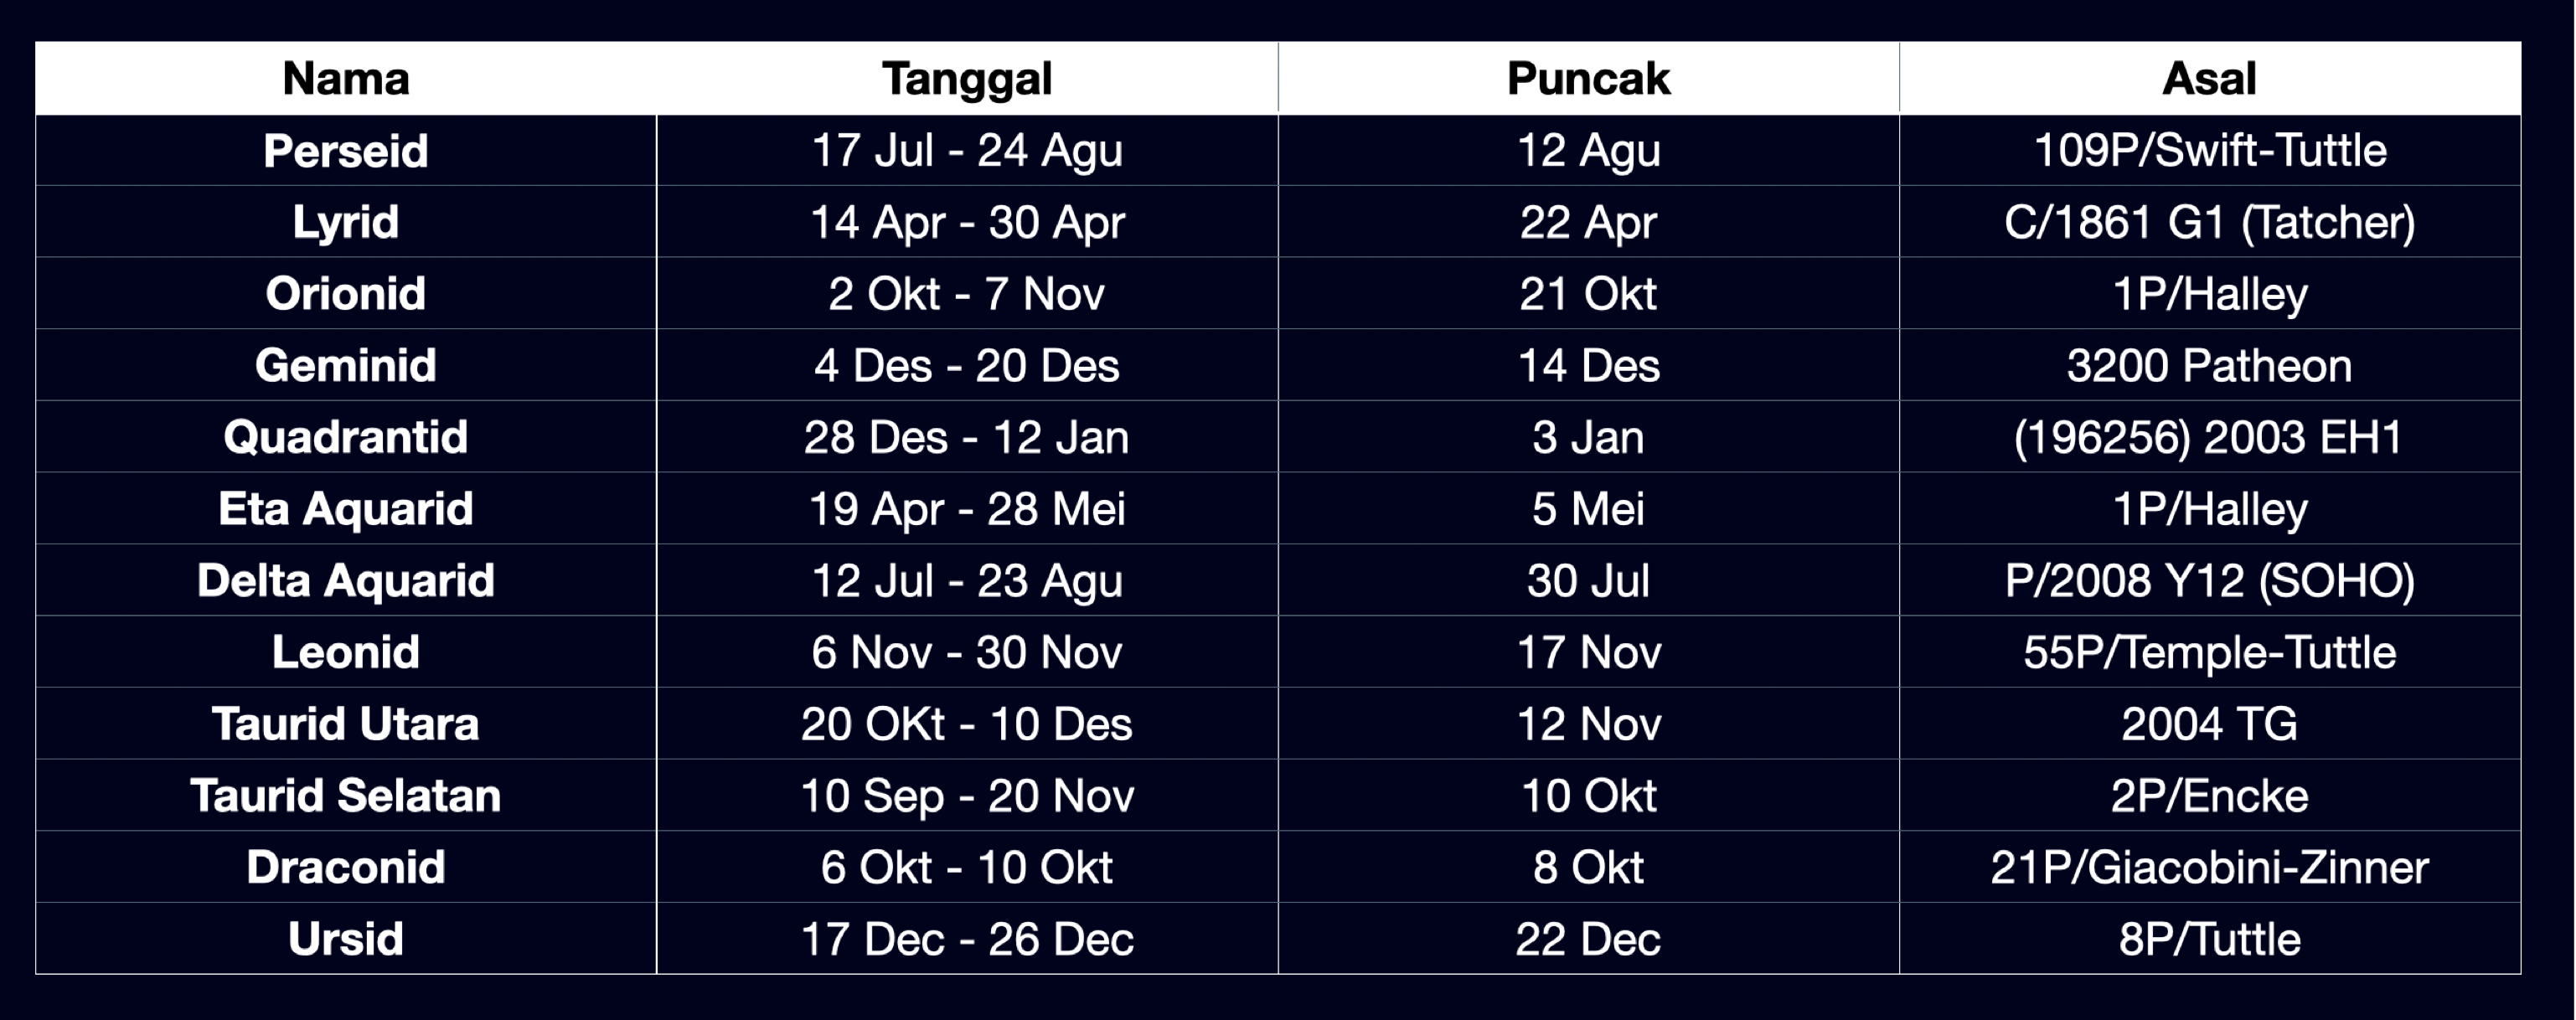 Nama Tanggal Puncak Asal
Perseid 17 Jul - 24 Agu 12 Agu 109P/Swift-Tuttle
Lyrid 14 Apr - 30 Apr 22 Apr C/1861 G1 (Tatcher)
Orionid 2 Okt - 7 Nov 21 Okt 1P/Halley
Geminid 4 Des - 20 Des 14 Des 3200 Patheon
Quadrantid 28 Des - 12 Jan 3 Jan (196256) 2003 EH1
Eta Aquarid 19 Apr - 28 Mei 5 Mei 1P/Halley
Delta Aquarid 12 Jul - 23 Agu 30 Jul P/2008 Y12 (SOHO)
Leonid 6 Nov - 30 Nov 17 Nov 55P/Temple-Tuttle
Taurid Utara 20 OKt - 10 Des 12 Nov 2004 TG
Taurid Selatan 10 Sep - 20 Nov 10 Okt 2P/Encke
Draconid 6 Okt - 10 Okt 8 Okt 21P/Giacobini-Zinner
Ursid 17 Dec - 26 Dec 22 Dec 8P/Tuttle